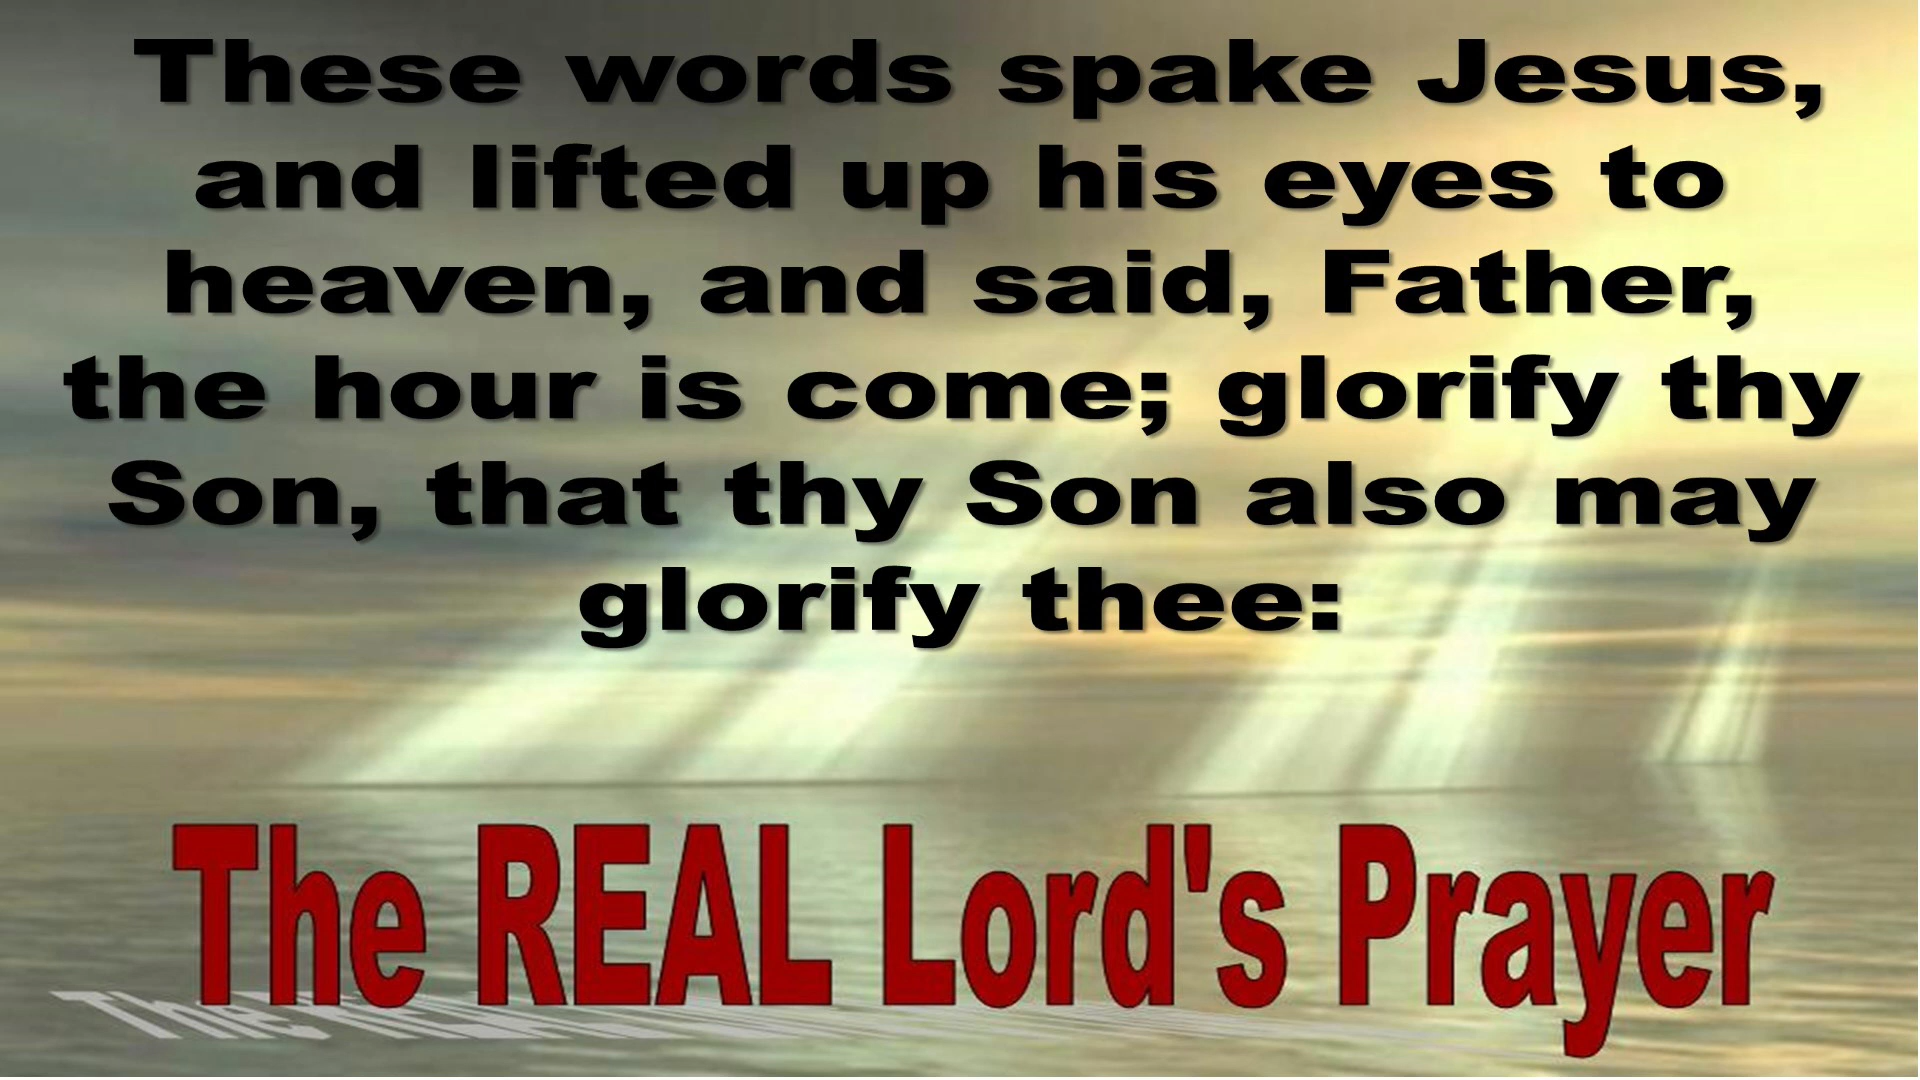 These words spake Jesus,
and lifted up his eyes to
heaven, and said, Father,
the hour is come; glorify thy
Son, that thy Son also may
glorify thee:
The REAL Lord's Prayer